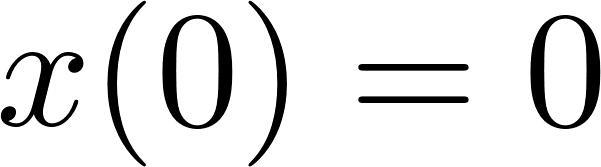 x(0) = 0